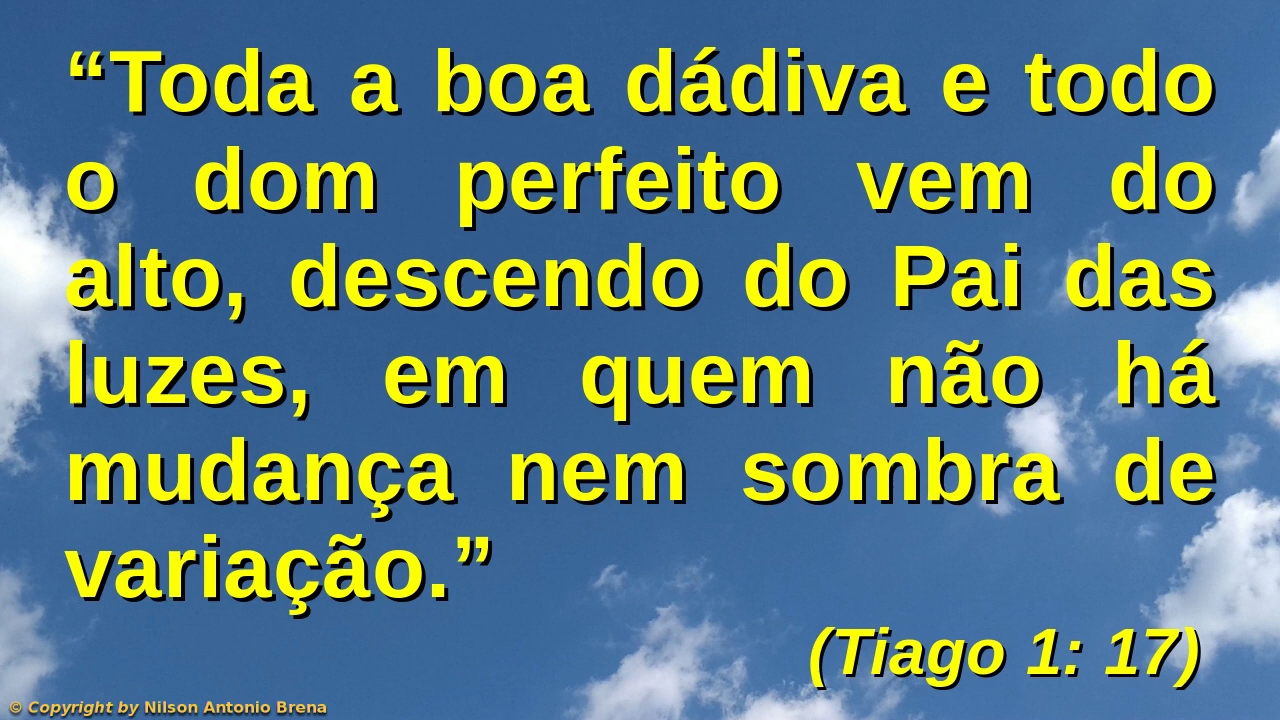 “Toda a boa dádiva e todo
o dom perfeito vem do
alto, descendo do Pai das
luzes, em quem não há
mudança nem sombra de
variação.”
(Tiago 1: 17)
© Copyright by Nilson Antonio Brena